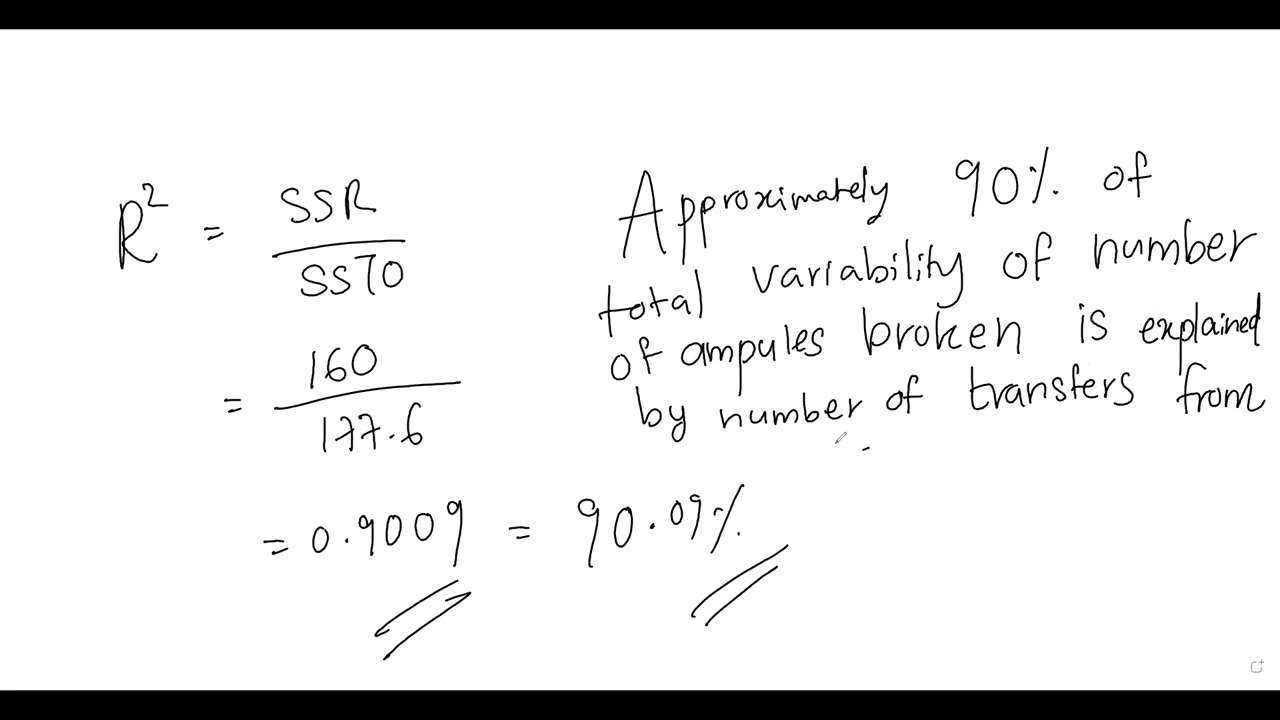 R² = SSR / SSTO
= 160 / 177.6
= 0.9009 = 90.09%
Approximately 90% of
total variability of number
of ampules broken is explained
by number of transfers from